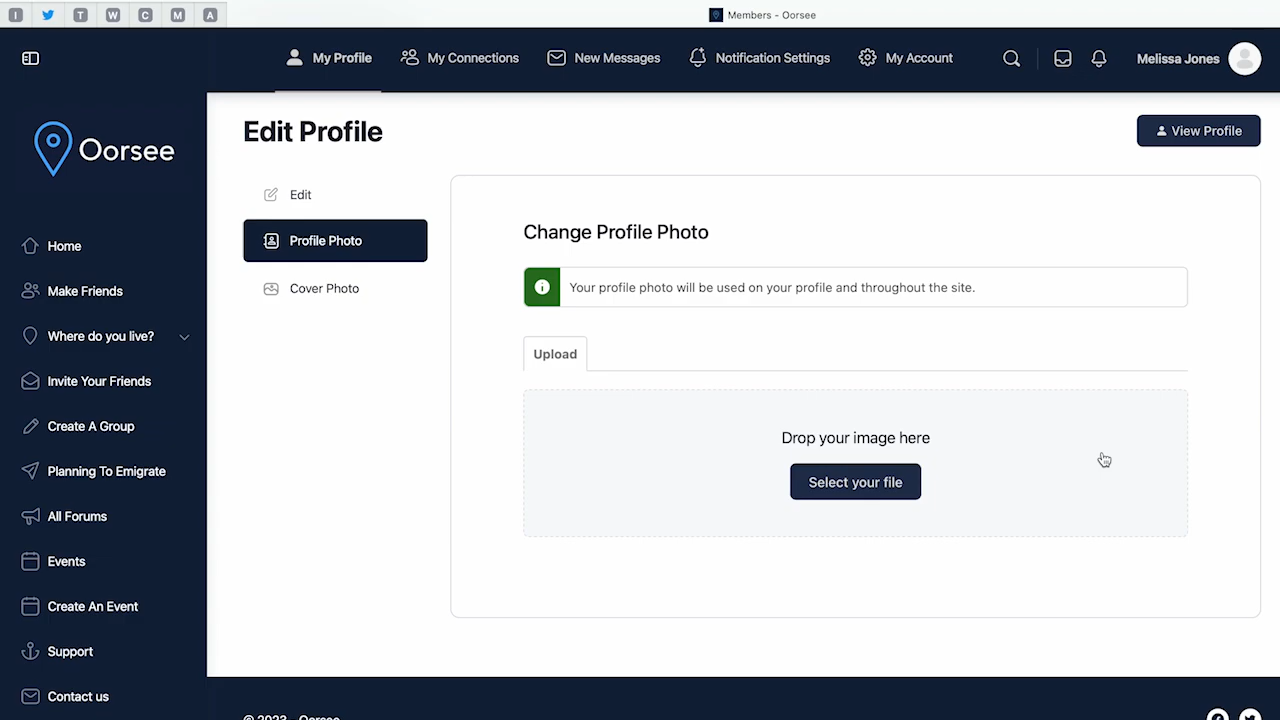 I T W C M A
Members - Oorsee
My Profile
My Connections
New Messages
Notification Settings
My Account
Melissa Jones
Oorsee
Home
Make Friends
Where do you live?
Invite Your Friends
Create A Group
Planning To Emigrate
All Forums
Events
Create An Event
Support
Contact us
Edit Profile
View Profile
Edit
Profile Photo
Cover Photo
Change Profile Photo
Your profile photo will be used on your profile and throughout the site.
Upload
Drop your image here
Select your file
© 2023 - Oorsee